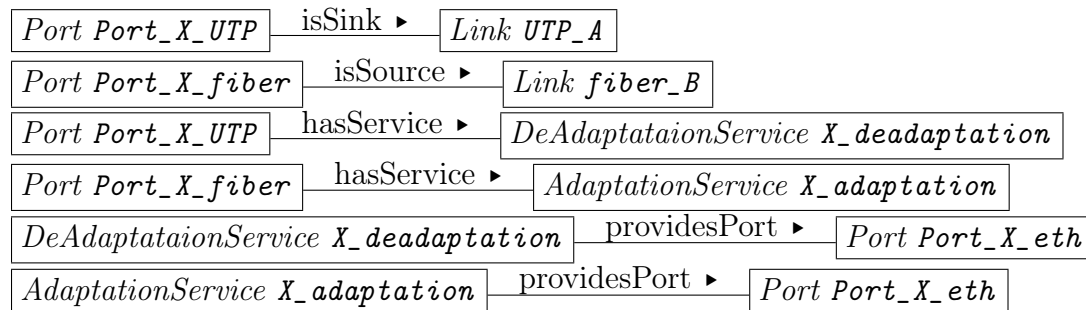 Port Port_X_UTP isSink ▸ Link UTP_A
Port Port_X_fiber isSource ▸ Link fiber_B
Port Port_X_UTP hasService ▸ DeAdaptataionService X_deadaptation
Port Port_X_fiber hasService ▸ AdaptationService X_adaptation
DeAdaptataionService X_deadaptation providesPort ▸ Port Port_X_eth
AdaptationService X_adaptation providesPort ▸ Port Port_X_eth